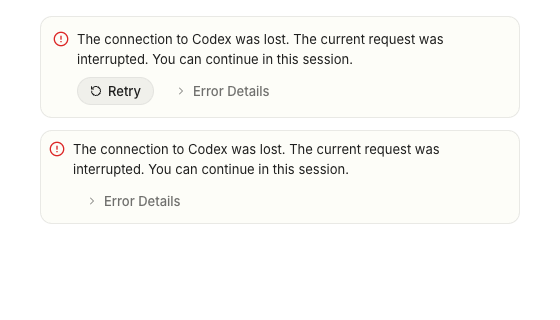 The connection to Codex was lost. The current request was
interrupted. You can continue in this session.
Retry
Error Details
The connection to Codex was lost. The current request was
interrupted. You can continue in this session.
Error Details